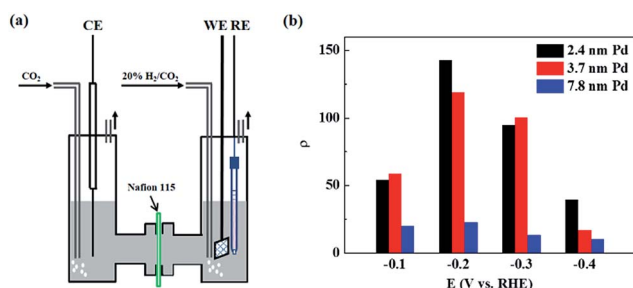 (a)
CE
WE RE
CO₂
20% H₂/CO₂
Nafion 115
(b)
150
100
50
0
ρ
2.4 nm Pd
3.7 nm Pd
7.8 nm Pd
-0.1
-0.2
-0.3
-0.4
E (V vs. RHE)